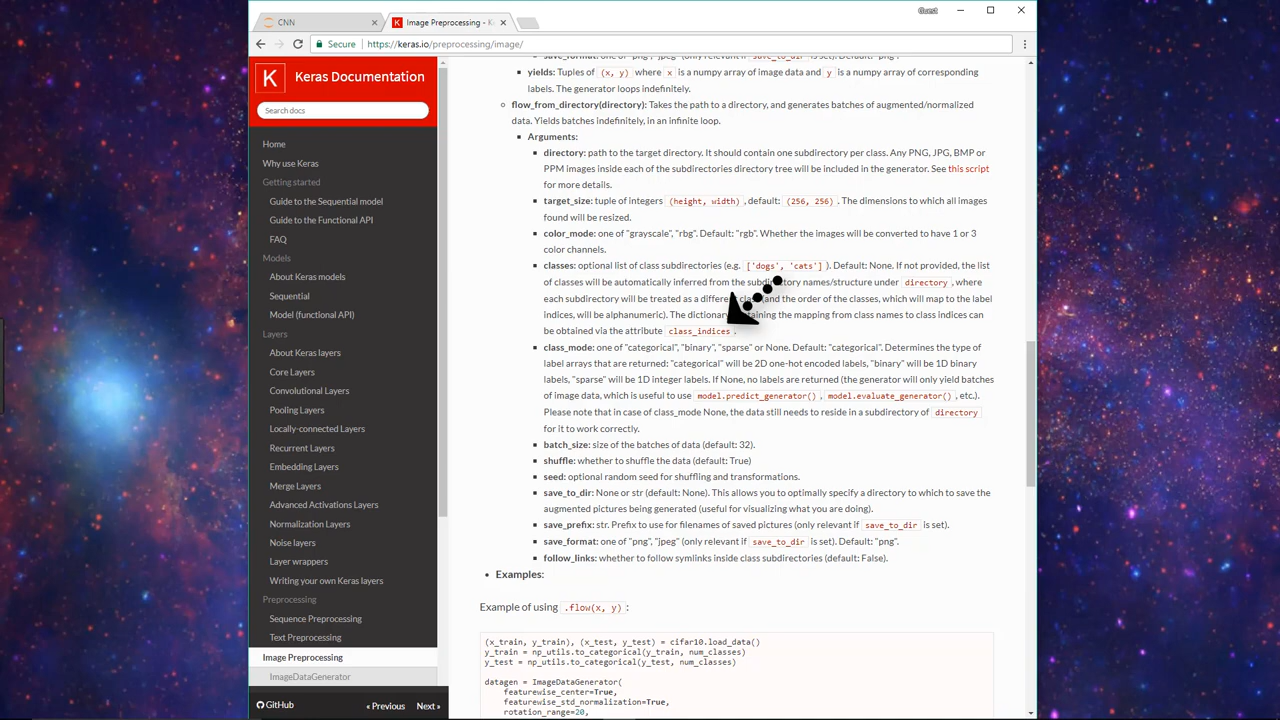 Guest
CNN
Image Preprocessing - K
Secure https://keras.io/preprocessing/image/
K Keras Documentation
Search docs
Home
Why use Keras
Getting started
Guide to the Sequential model
Guide to the Functional API
FAQ
Models
About Keras models
Sequential
Model (functional API)
Layers
About Keras layers
Core Layers
Convolutional Layers
Pooling Layers
Locally-connected Layers
Recurrent Layers
Embedding Layers
Merge Layers
Advanced Activations Layers
Normalization Layers
Noise layers
Layer wrappers
Writing your own Keras layers
Preprocessing
Sequence Preprocessing
Text Preprocessing
Image Preprocessing
ImageDataGenerator
GitHub « Previous Next »
yields: Tuples of (x, y) where x is a numpy array of image data and y is a numpy array of corresponding
labels. The generator loops indefinitely.
flow_from_directory(directory): Takes the path to a directory, and generates batches of augmented/normalized
data. Yields batches indefinitely, in an infinite loop.
Arguments:
directory: path to the target directory. It should contain one subdirectory per class. Any PNG, JPG, BMP or
PPM images inside each of the subdirectories directory tree will be included in the generator. See this script
for more details.
target_size: tuple of integers (height, width), default: (256, 256). The dimensions to which all images
found will be resized.
color_mode: one of "grayscale", "rbg". Default: "rgb". Whether the images will be converted to have 1 or 3
color channels.
classes: optional list of class subdirectories (e.g. ['dogs', 'cats'] ). Default: None. If not provided, the list
of classes will be automatically inferred from the subdirectory names/structure under directory, where
each subdirectory will be treated as a different class and the order of the classes, which will map to the label
indices, will be alphanumeric). The dictionary containing the mapping from class names to class indices
can be obtained via the attribute class_indices.
class_mode: one of "categorical", "binary", "sparse" or None. Default: "categorical". Determines the type of
label arrays that are returned: "categorical" will be 2D one-hot encoded labels, "binary" will be 1D binary
labels, "sparse" will be 1D integer labels. If None, no labels are returned (the generator will only yield batches
of image data, which is useful to use model.predict_generator(), model.evaluate_generator(), etc.).
Please note that in case of class_mode None, the data still needs to reside in a subdirectory of directory
for it to work correctly.
batch_size: size of the batches of data (default: 32).
shuffle: whether to shuffle the data (default: True)
seed: optional random seed for shuffling and transformations.
save_to_dir: None or str (default: None). This allows you to optimally specify a directory to which to save the
augmented pictures being generated (useful for visualizing what you are doing).
save_prefix: str. Prefix to use for filenames of saved pictures (only relevant if save_to_dir is set).
save_format: one of "png", "jpeg" (only relevant if save_to_dir is set). Default: "png".
follow_links: whether to follow symlinks inside class subdirectories (default: False).
Examples:
Example of using .flow(x, y) :
(x_train, y_train), (x_test, y_test) = cifar10.load_data()
y_train = np_utils.to_categorical(y_train, num_classes)
y_test = np_utils.to_categorical(y_test, num_classes)
datagen = ImageDataGenerator(
featurewise_center=True,
featurewise_std_normalization=True,
rotation_range=20,